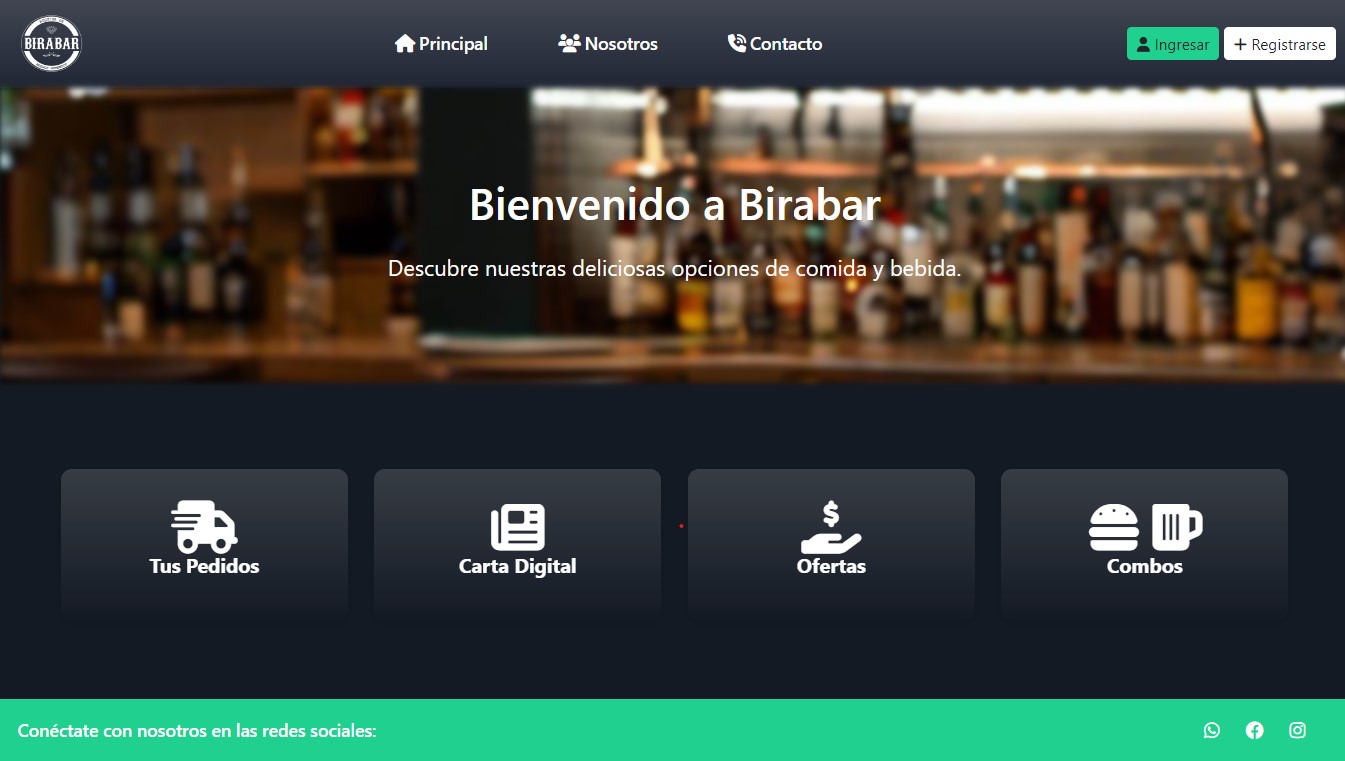 BIRABAR
Principal
Nosotros
Contacto
Ingresar
Registrarse
Bienvenido a Birabar
Descubre nuestras deliciosas opciones de comida y bebida.
Tus Pedidos
Carta Digital
Ofertas
Combos
Conéctate con nosotros en las redes sociales: